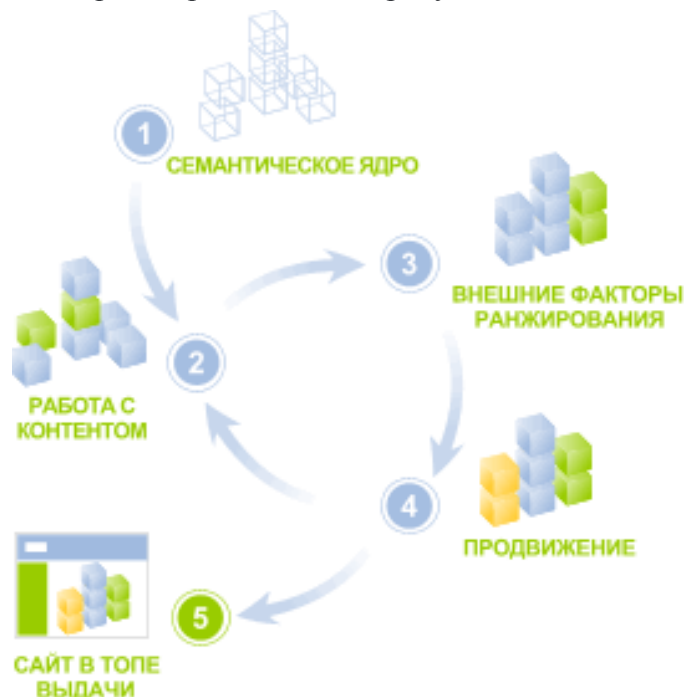 1
СЕМАНТИЧЕСКОЕ ЯДРО
2
РАБОТА С
КОНТЕНТОМ
3
ВНЕШНИЕ ФАКТОРЫ
РАНЖИРОВАНИЯ
4
ПРОДВИЖЕНИЕ
5
САЙТ В ТОПЕ
ВЫДАЧИ